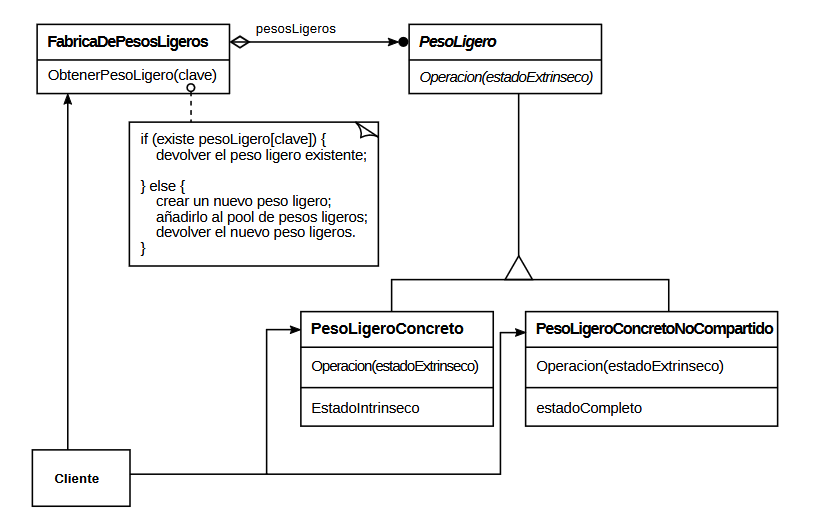 FabricaDePesosLigeros
ObtenerPesoLigero(clave)
pesosLigeros
PesoLigero
Operacion(estadoExtrinseco)
if (existe pesoLigero[clave]) {
devolver el peso ligero existente;
} else {
crear un nuevo peso ligero;
añadirlo al pool de pesos ligeros;
devolver el nuevo peso ligeros.
}
PesoLigeroConcreto
Operacion(estadoExtrinseco)
EstadoIntrinseco
PesoLigeroConcretoNoCompartido
Operacion(estadoExtrinseco)
estadoCompleto
Cliente